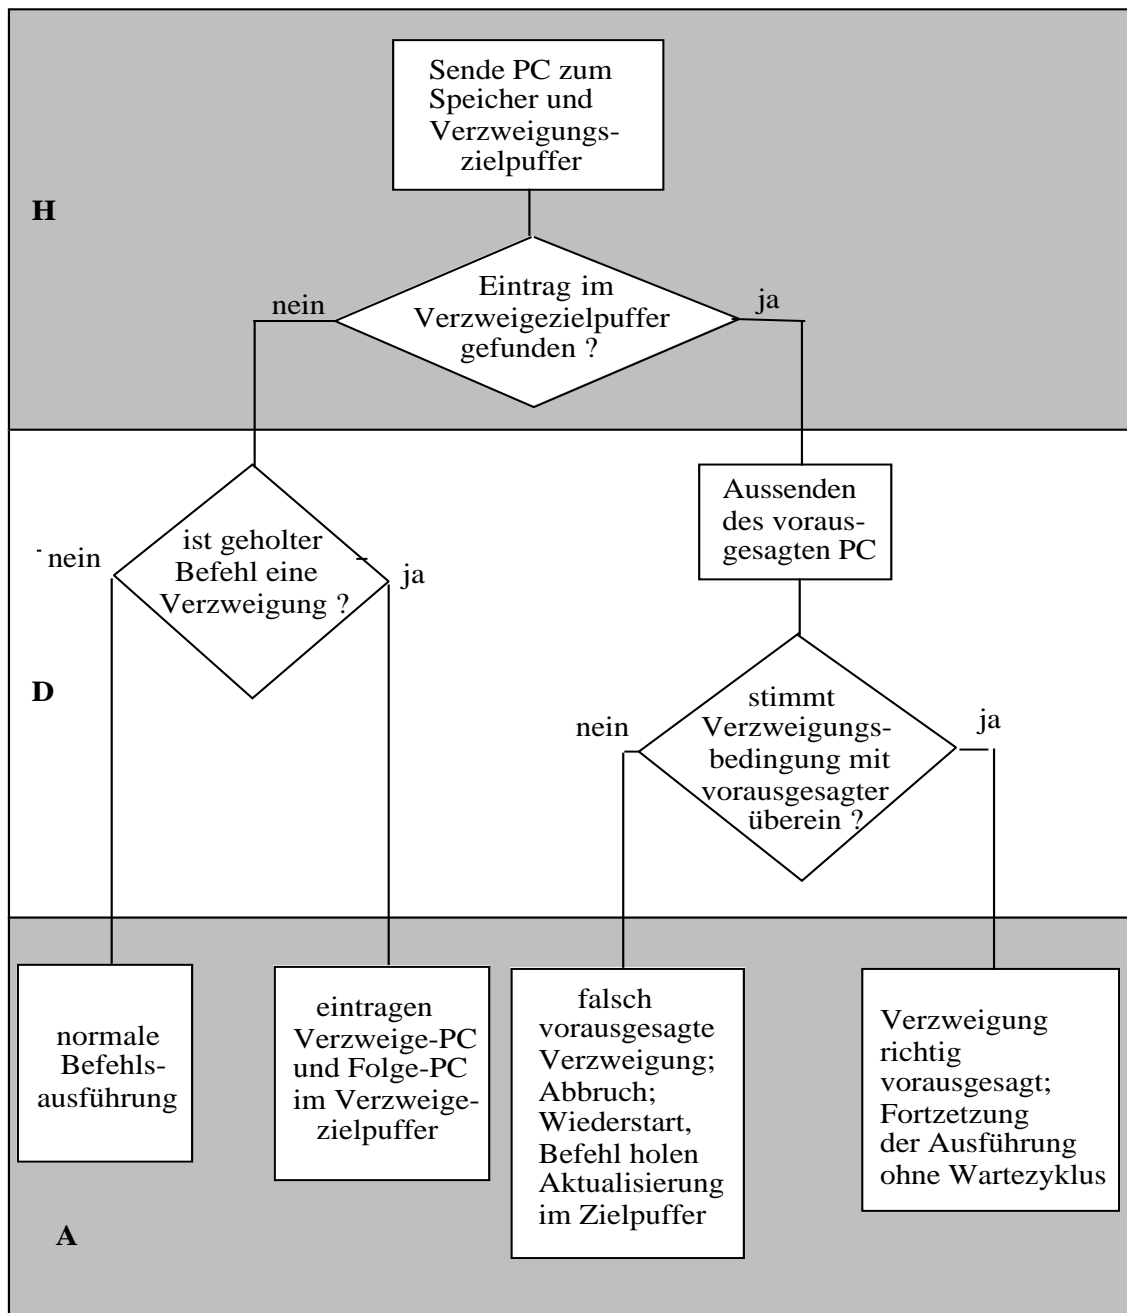 Sende PC zum
Speicher und
Verzweigungs-
zielpuffer
H
nein
Eintrag im
Verzweigezielpuffer
gefunden ?
ja
nein
ist geholter
Befehl eine
Verzweigung ?
ja
Aussenden
des voraus-
gesagten PC
D
nein
stimmt
Verzweigungs-
bedingung mit
vorausgesagter
überein ?
ja
normale
Befehls-
ausführung
eintragen
Verzweige-PC
und Folge-PC
im Verzweige-
zielpuffer
falsch
vorausgesagte
Verzweigung;
Abbruch;
Wiederstart,
Befehl holen
Aktualisierung
im Zielpuffer
Verzweigung
richtig
vorausgesagt;
Fortzetzung
der Ausführung
ohne Wartezyklus
A